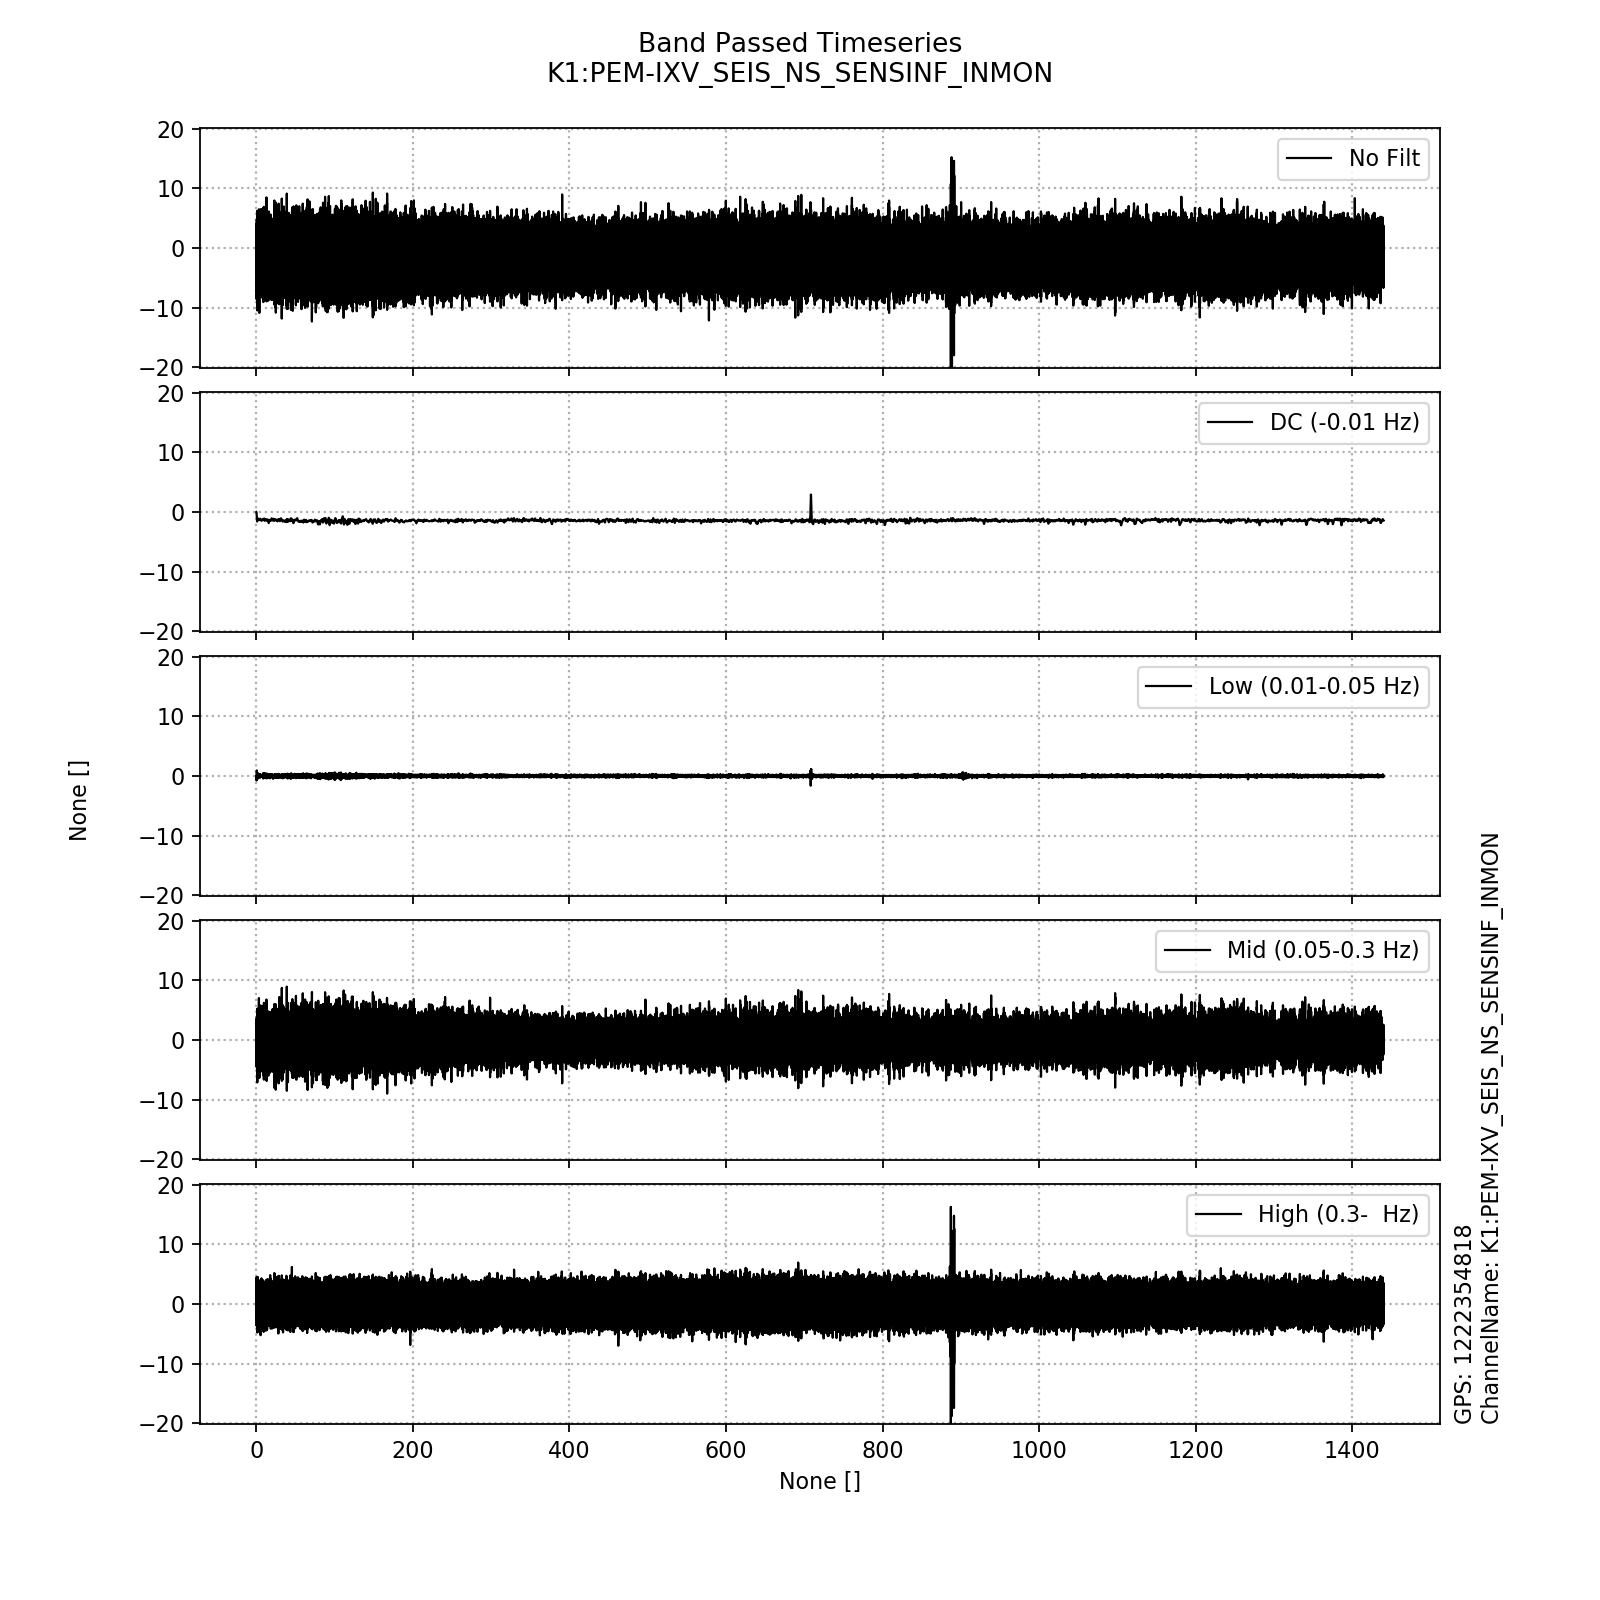 Band Passed Timeseries
K1:PEM-IXV_SEIS_NS_SENSINF_INMON
20
10
0
−10
−20
No Filt
20
10
0
−10
−20
DC (-0.01 Hz)
20
10
0
−10
−20
Low (0.01-0.05 Hz)
20
10
0
−10
−20
Mid (0.05-0.3 Hz)
20
10
0
−10
−20
High (0.3-  Hz)
0 200 400 600 800 1000 1200 1400
None []
None []
GPS: 1222354818
ChannelName: K1:PEM-IXV_SEIS_NS_SENSINF_INMON